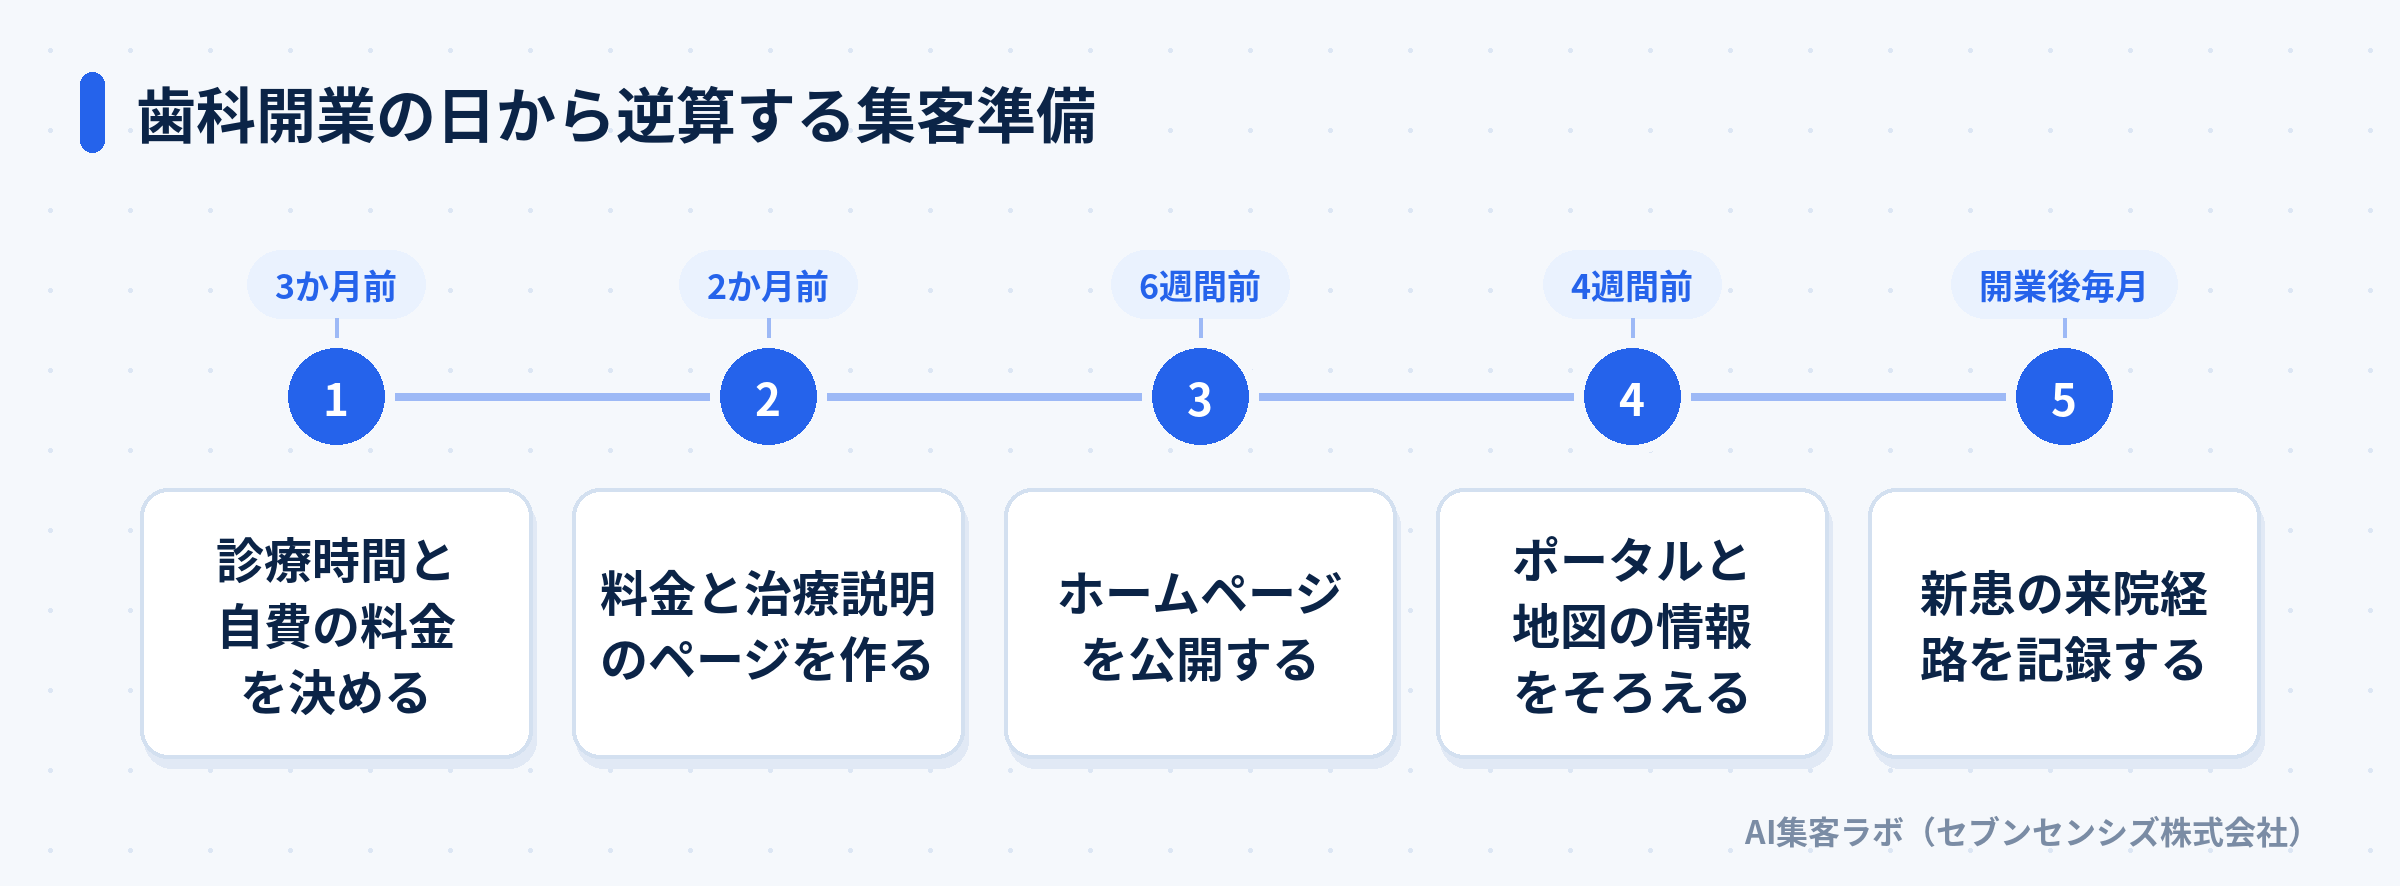 歯科開業の日から逆算する集客準備
3か月前
1
診療時間と
自費の料金
を決める
2か月前
2
料金と治療説明
のページを作る
6週間前
3
ホームページ
を公開する
4週間前
4
ポータルと
地図の情報
をそろえる
開業後毎月
5
新患の来院経
路を記録する
AI集客ラボ（セブンセンシズ株式会社）